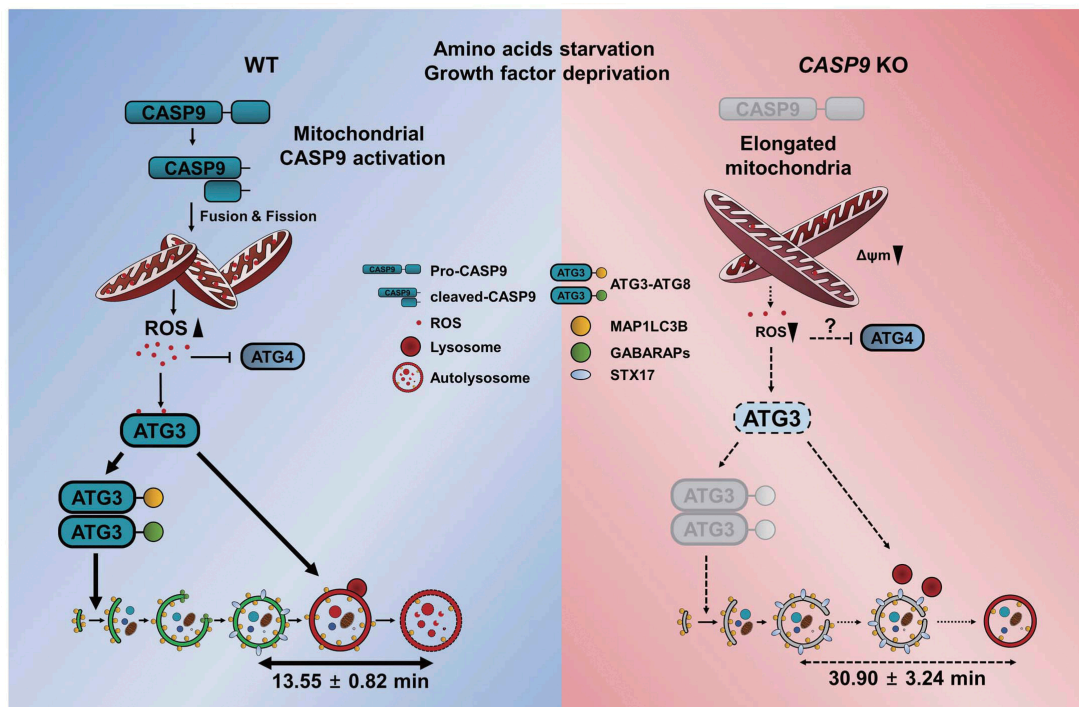 Amino acids starvation
Growth factor deprivation
WT
CASP9
Mitochondrial
CASP9 activation
CASP9
Fusion & Fission
ROS
ATG4
ATG3
ATG3
ATG3
13.55 ± 0.82 min
CASP9
Pro-CASP9
CASP9
cleaved-CASP9
ROS
Lysosome
Autolysosome
ATG3
ATG3
ATG3-ATG8
MAP1LC3B
GABARAPs
STX17
CASP9 KO
CASP9
Elongated
mitochondria
Δψm
ROS
?
ATG4
ATG3
ATG3
ATG3
30.90 ± 3.24 min